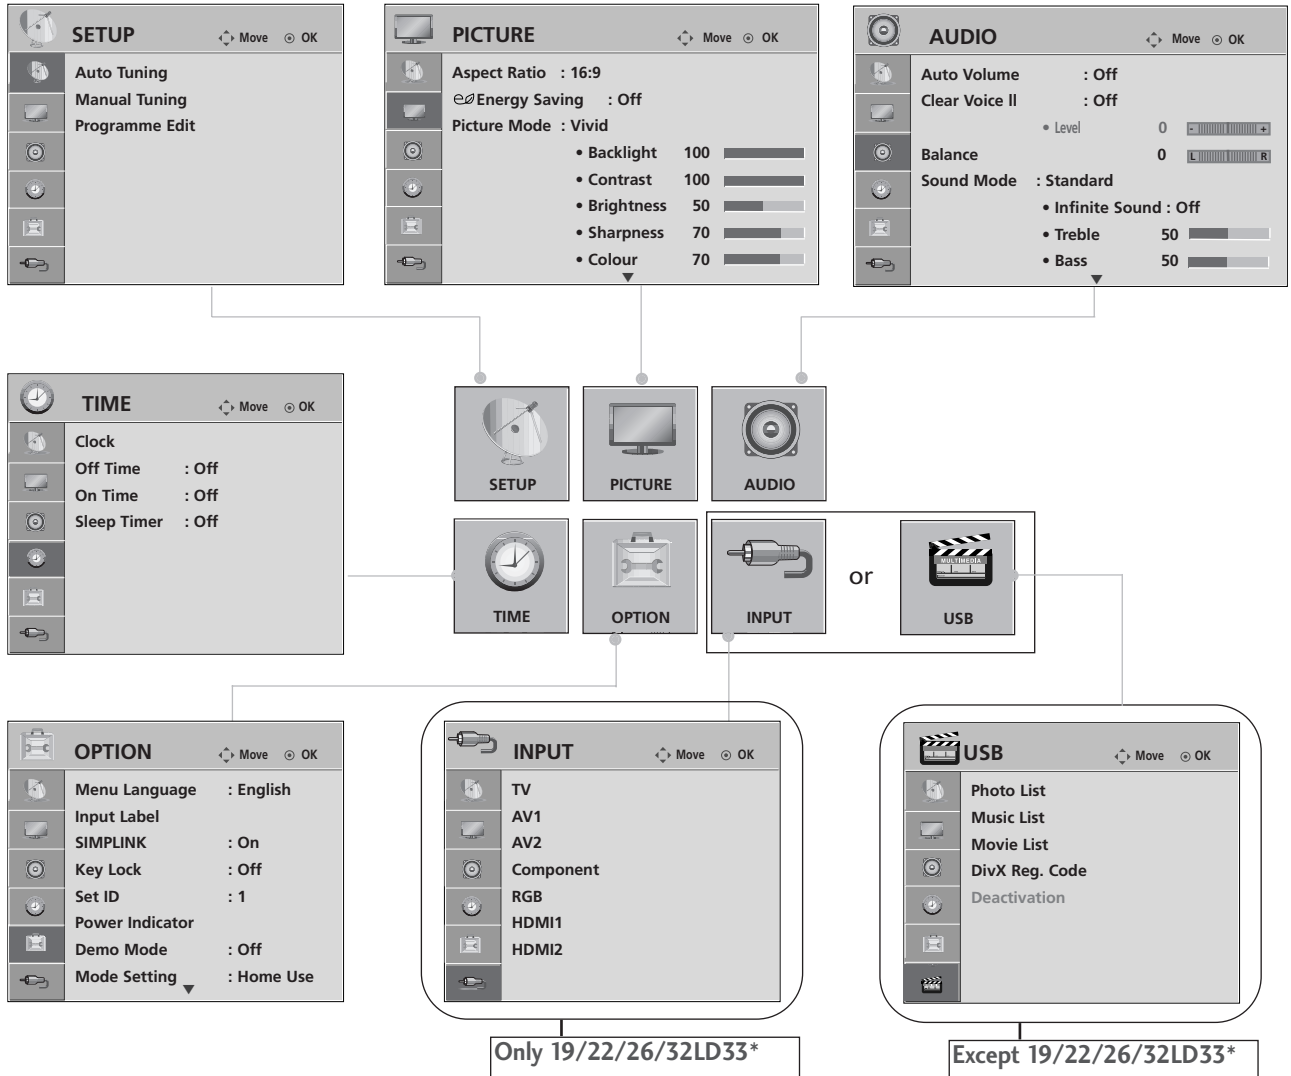 SETUP
Move OK
Auto Tuning
Manual Tuning
Programme Edit
PICTURE
Move OK
Aspect Ratio : 16:9
Energy Saving : Off
Picture Mode : Vivid
• Backlight 100
• Contrast 100
• Brightness 50
• Sharpness 70
• Colour 70
AUDIO
Move OK
Auto Volume : Off
Clear Voice II : Off
• Level 0 - +
Balance 0 L R
Sound Mode : Standard
• Infinite Sound : Off
• Treble 50
• Bass 50
TIME
Move OK
Clock
Off Time : Off
On Time : Off
Sleep Timer : Off
SETUP
PICTURE
AUDIO
TIME
OPTION
INPUT
or
MULTIMEDIA
USB
OPTION
Move OK
Menu Language : English
Input Label
SIMPLINK : On
Key Lock : Off
Set ID : 1
Power Indicator
Demo Mode : Off
Mode Setting : Home Use
INPUT
Move OK
TV
AV1
AV2
Component
RGB
HDMI1
HDMI2
Only 19/22/26/32LD33*
USB
Move OK
Photo List
Music List
Movie List
DivX Reg. Code
Deactivation
Except 19/22/26/32LD33*